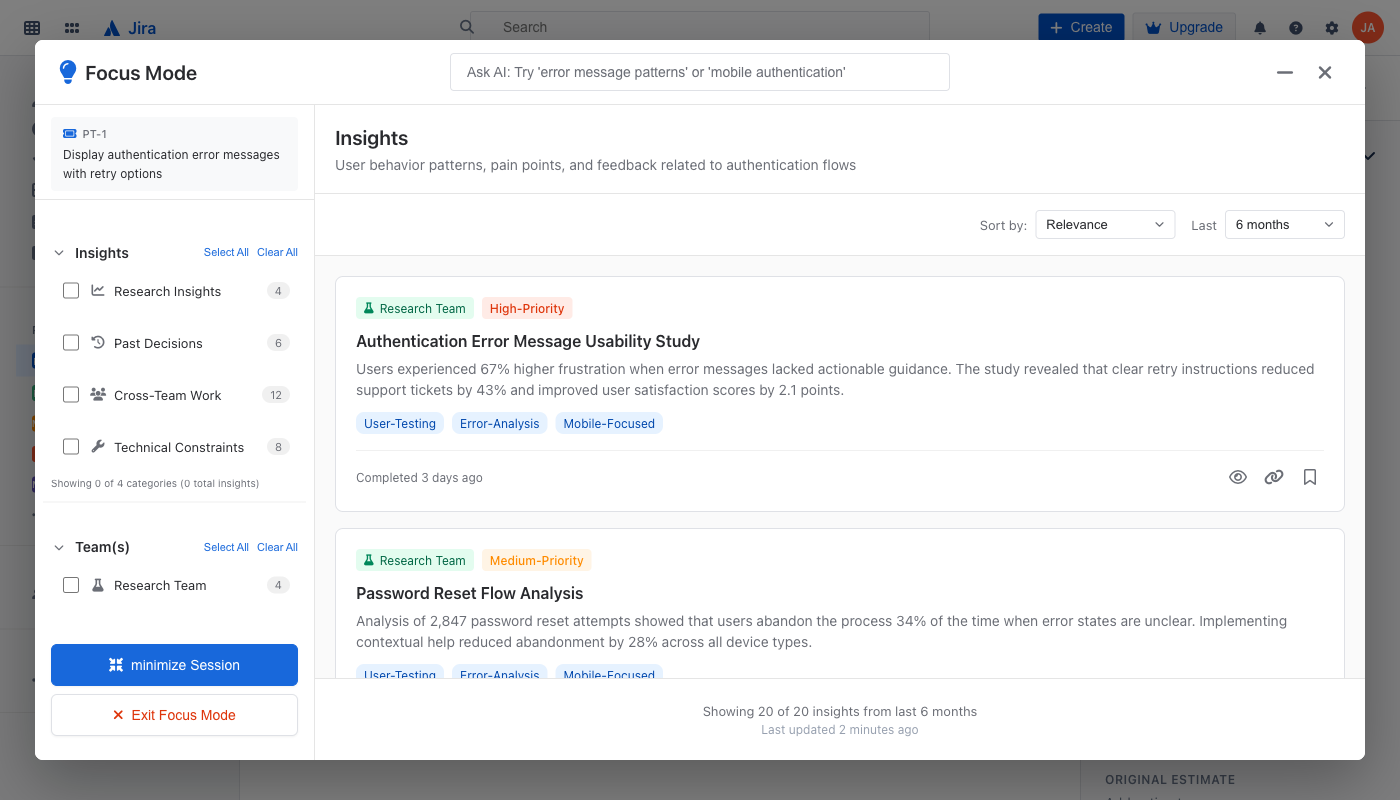 Jira
Search
Create
Upgrade
JA
Focus Mode
Ask AI: Try 'error message patterns' or 'mobile authentication'
PT-1
Display authentication error messages
with retry options
Insights
Select All
Clear All
Research Insights
4
Past Decisions
6
Cross-Team Work
12
Technical Constraints
8
Showing 0 of 4 categories (0 total insights)
Team(s)
Select All
Clear All
Research Team
4
minimize Session
Exit Focus Mode
Insights
User behavior patterns, pain points, and feedback related to authentication flows
Sort by:
Relevance
Last
6 months
Research Team
High-Priority
Authentication Error Message Usability Study
Users experienced 67% higher frustration when error messages lacked actionable guidance. The study revealed that clear retry instructions reduced
support tickets by 43% and improved user satisfaction scores by 2.1 points.
User-Testing
Error-Analysis
Mobile-Focused
Completed 3 days ago
Research Team
Medium-Priority
Password Reset Flow Analysis
Analysis of 2,847 password reset attempts showed that users abandon the process 34% of the time when error states are unclear. Implementing
contextual help reduced abandonment by 28% across all device types.
User-Testing
Error-Analysis
Mobile-Focused
Showing 20 of 20 insights from last 6 months
Last updated 2 minutes ago
ORIGINAL ESTIMATE